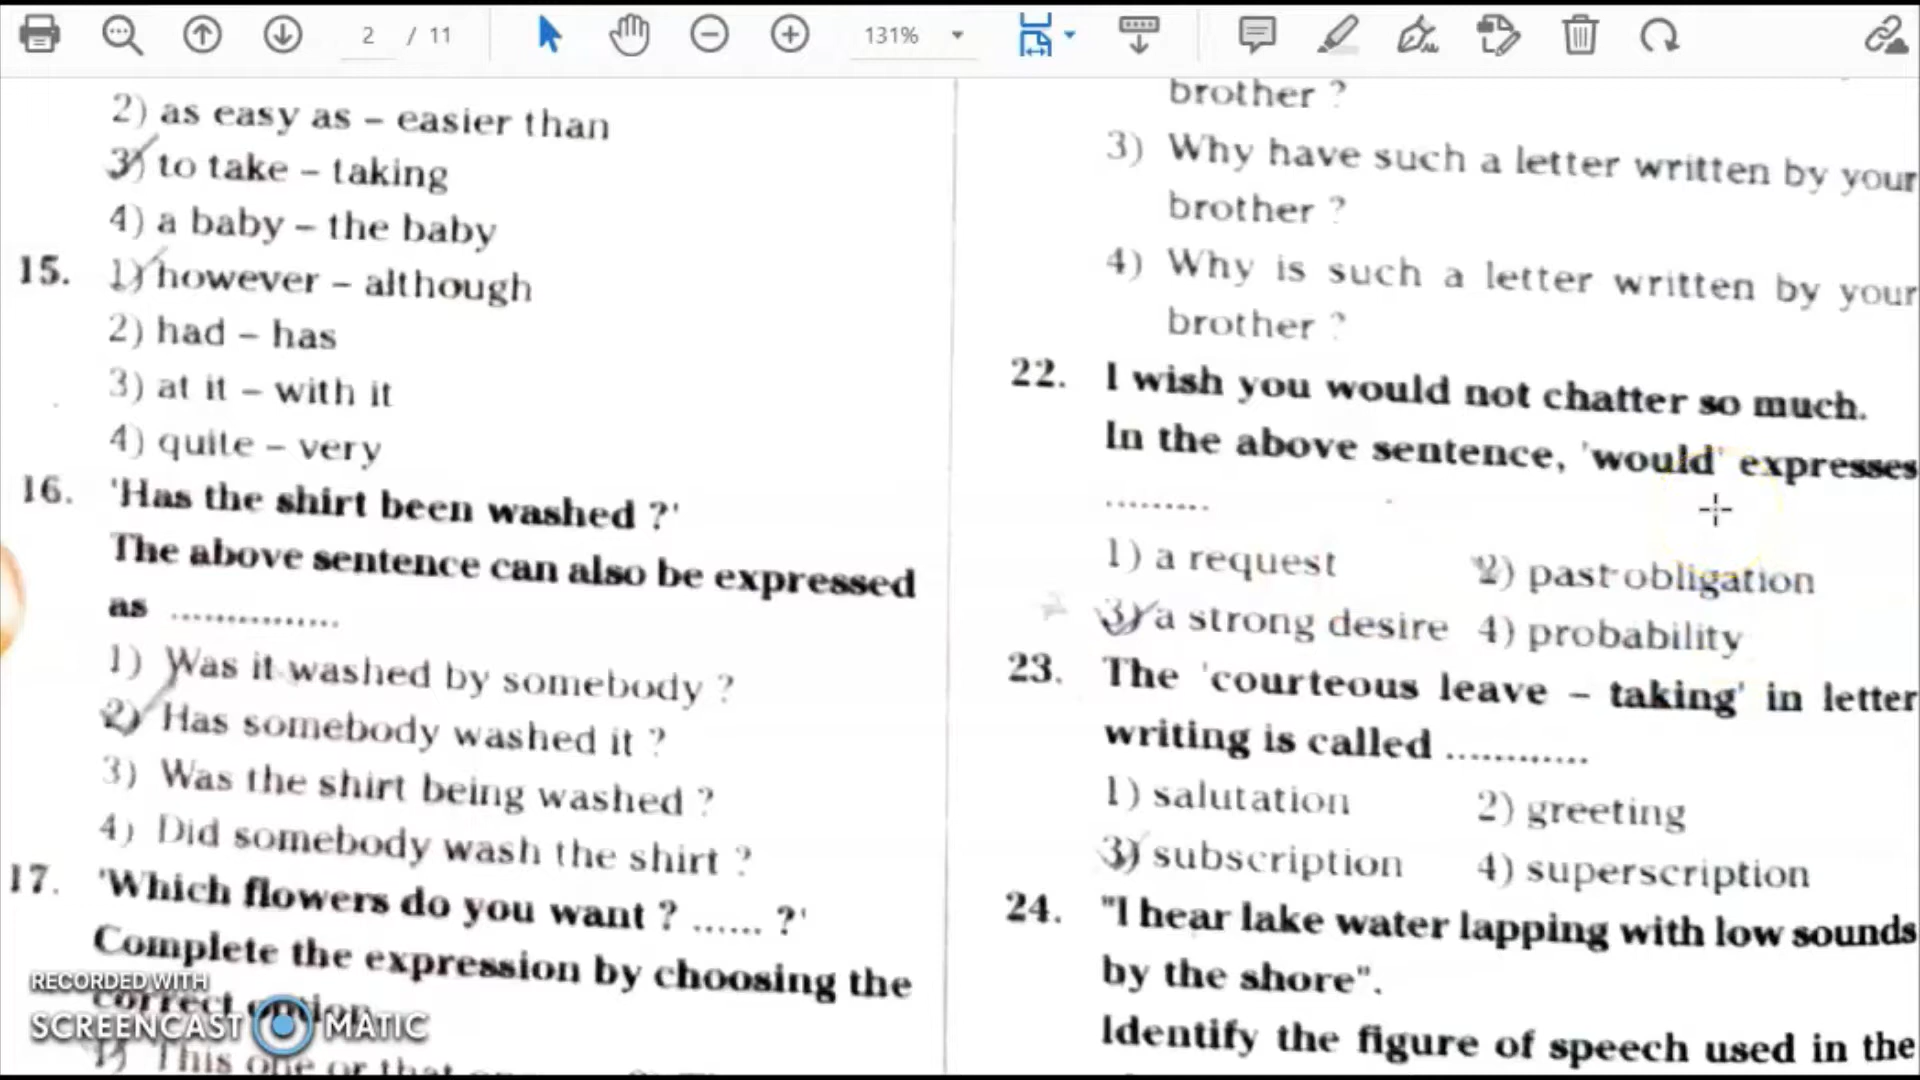 2 / 11
131%
2) as easy as – easier than
3) to take – taking
4) a baby – the baby
15. 1) however – although
2) had – has
3) at it – with it
4) quite – very
16. 'Has the shirt been washed ?'
The above sentence can also be expressed
as ...............
1) Was it washed by somebody ?
2) Has somebody washed it ?
3) Was the shirt being washed ?
4) Did somebody wash the shirt ?
17. 'Which flowers do you want ? ...... ?'
Complete the expression by choosing the
correct option
1) This one or that
brother ?
3) Why have such a letter written by your
brother ?
4) Why is such a letter written by your
brother ?
22. I wish you would not chatter so much.
In the above sentence, 'would' expresses
.........
1) a request 2) past obligation
3) a strong desire 4) probability
23. The 'courteous leave – taking' in letter
writing is called ............
1) salutation 2) greeting
3) subscription 4) superscription
24. "I hear lake water lapping with low sounds
by the shore".
Identify the figure of speech used in the
RECORDED WITH
SCREENCAST MATIC